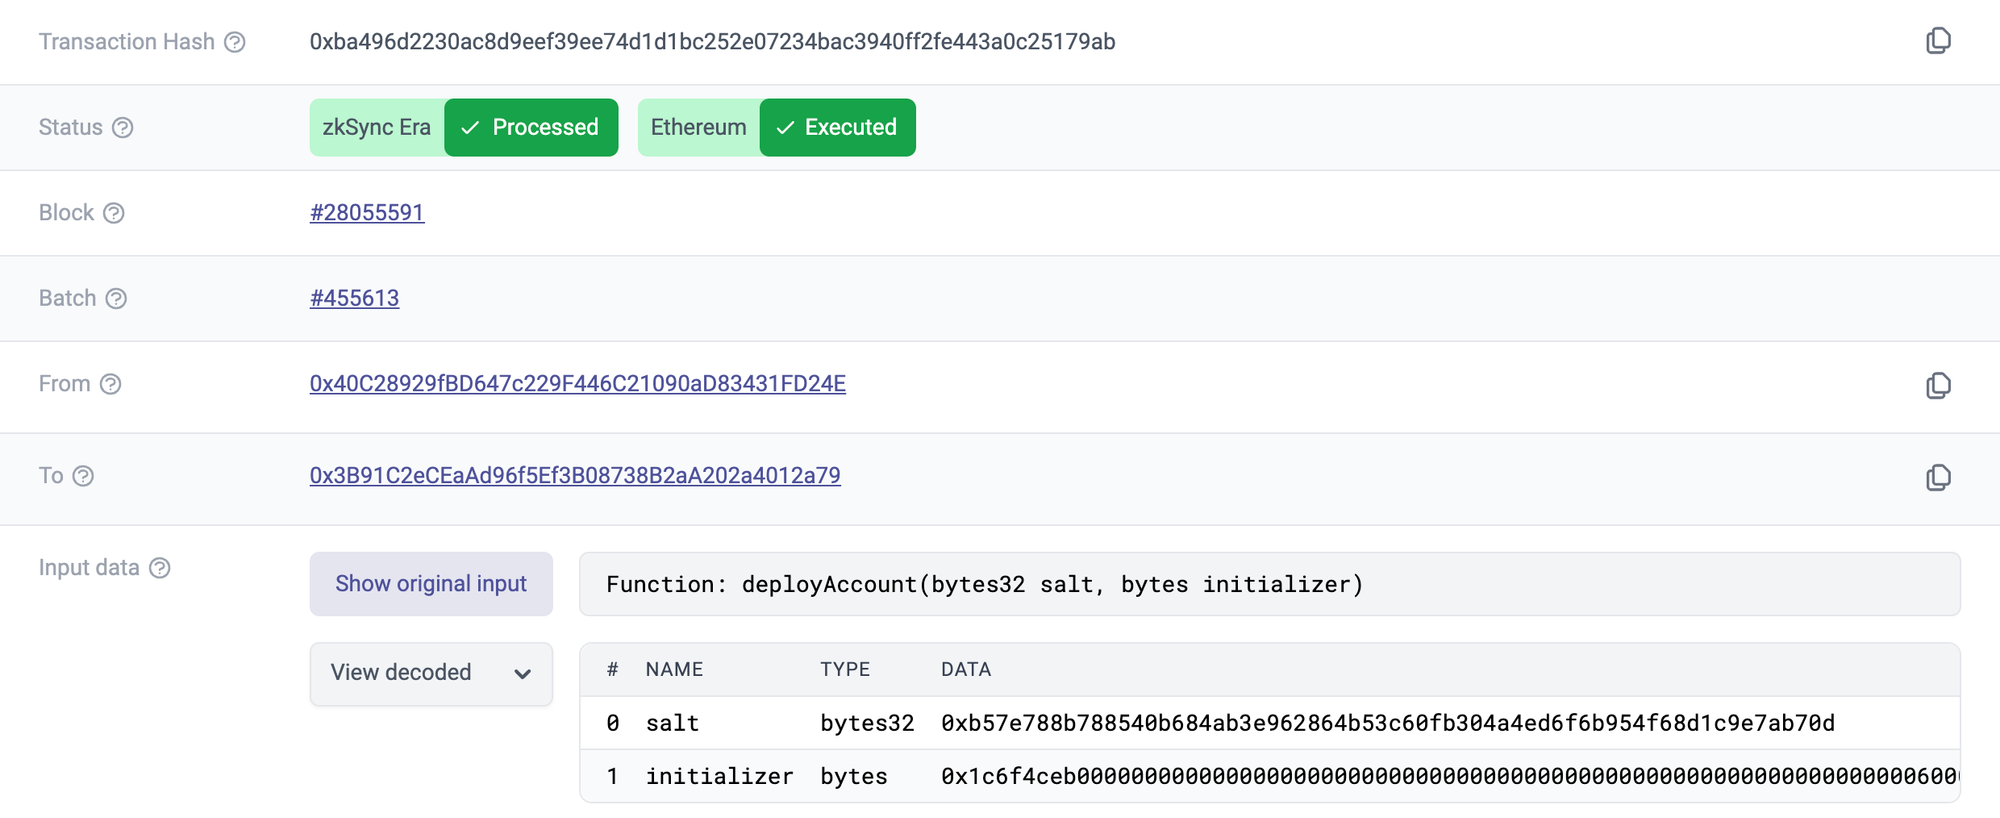 Transaction Hash 0xba496d2230ac8d9eef39ee74d1d1bc252e07234bac3940ff2fe443a0c25179ab
Status zkSync Era Processed Ethereum Executed
Block #28055591
Batch #455613
From 0x40C28929fBD647c229F446C21090aD83431FD24E
To 0x3B91C2eCEaAd96f5Ef3B08738B2aA202a4012a79
Input data Show original input Function: deployAccount(bytes32 salt, bytes initializer)
View decoded # NAME TYPE DATA
0 salt bytes32 0xb57e788b788540b684ab3e962864b53c60fb304a4ed6f6b954f68d1c9e7ab70d
1 initializer bytes 0x1c6f4ceb00000000000000000000000000000000000000000000000000000000000000600